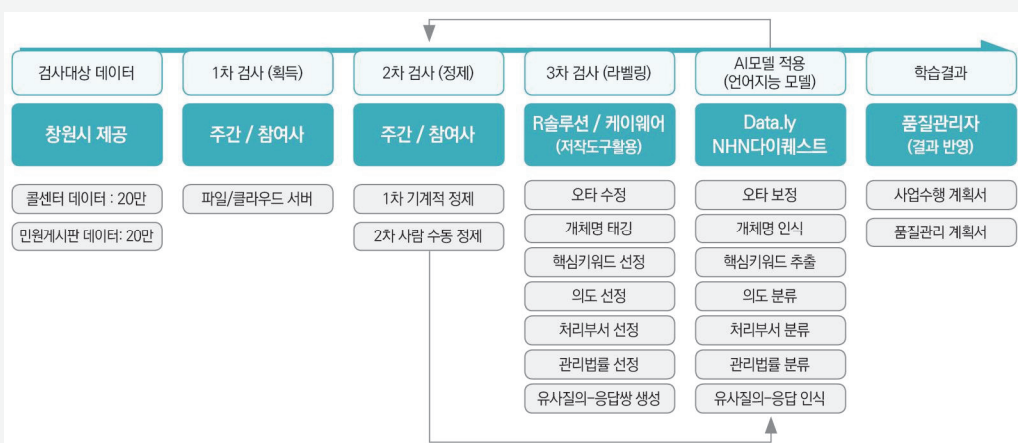 검사대상 데이터
1차 검사 (획득)
2차 검사 (정제)
3차 검사 (라벨링)
AI모델 적용
(언어지능 모델)
학습결과
창원시 제공
주간 / 참여사
주간 / 참여사
R솔루션 / 케이웨어
(저작도구활용)
Data.ly
NHN다이퀘스트
품질관리자
(결과 반영)
콜센터 데이터 : 20만
민원게시판 데이터: 20만
파일/클라우드 서버
1차 기계적 정제
2차 사람 수동 정제
오타 수정
개체명 태깅
핵심키워드 선정
의도 선정
처리부서 선정
관리법률 선정
유사질의-응답쌍 생성
오타 보정
개체명 인식
핵심키워드 추출
의도 분류
처리부서 분류
관리법률 분류
유사질의-응답 인식
사업수행 계획서
품질관리 계획서